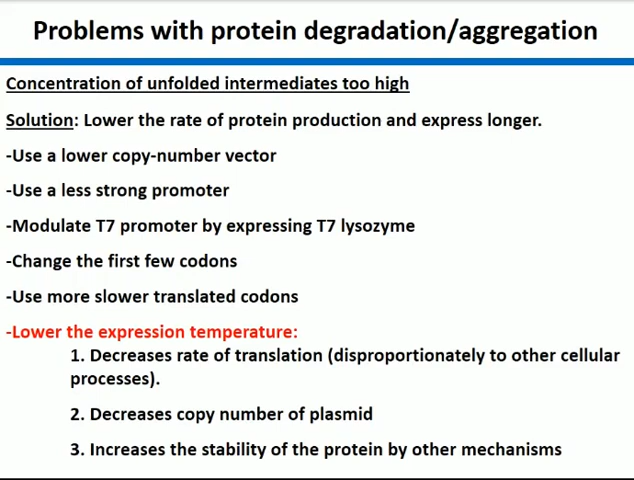 Problems with protein degradation/aggregation
Concentration of unfolded intermediates too high
Solution: Lower the rate of protein production and express longer.
-Use a lower copy-number vector
-Use a less strong promoter
-Modulate T7 promoter by expressing T7 lysozyme
-Change the first few codons
-Use more slower translated codons
-Lower the expression temperature:
1. Decreases rate of translation (disproportionately to other cellular
processes).
2. Decreases copy number of plasmid
3. Increases the stability of the protein by other mechanisms